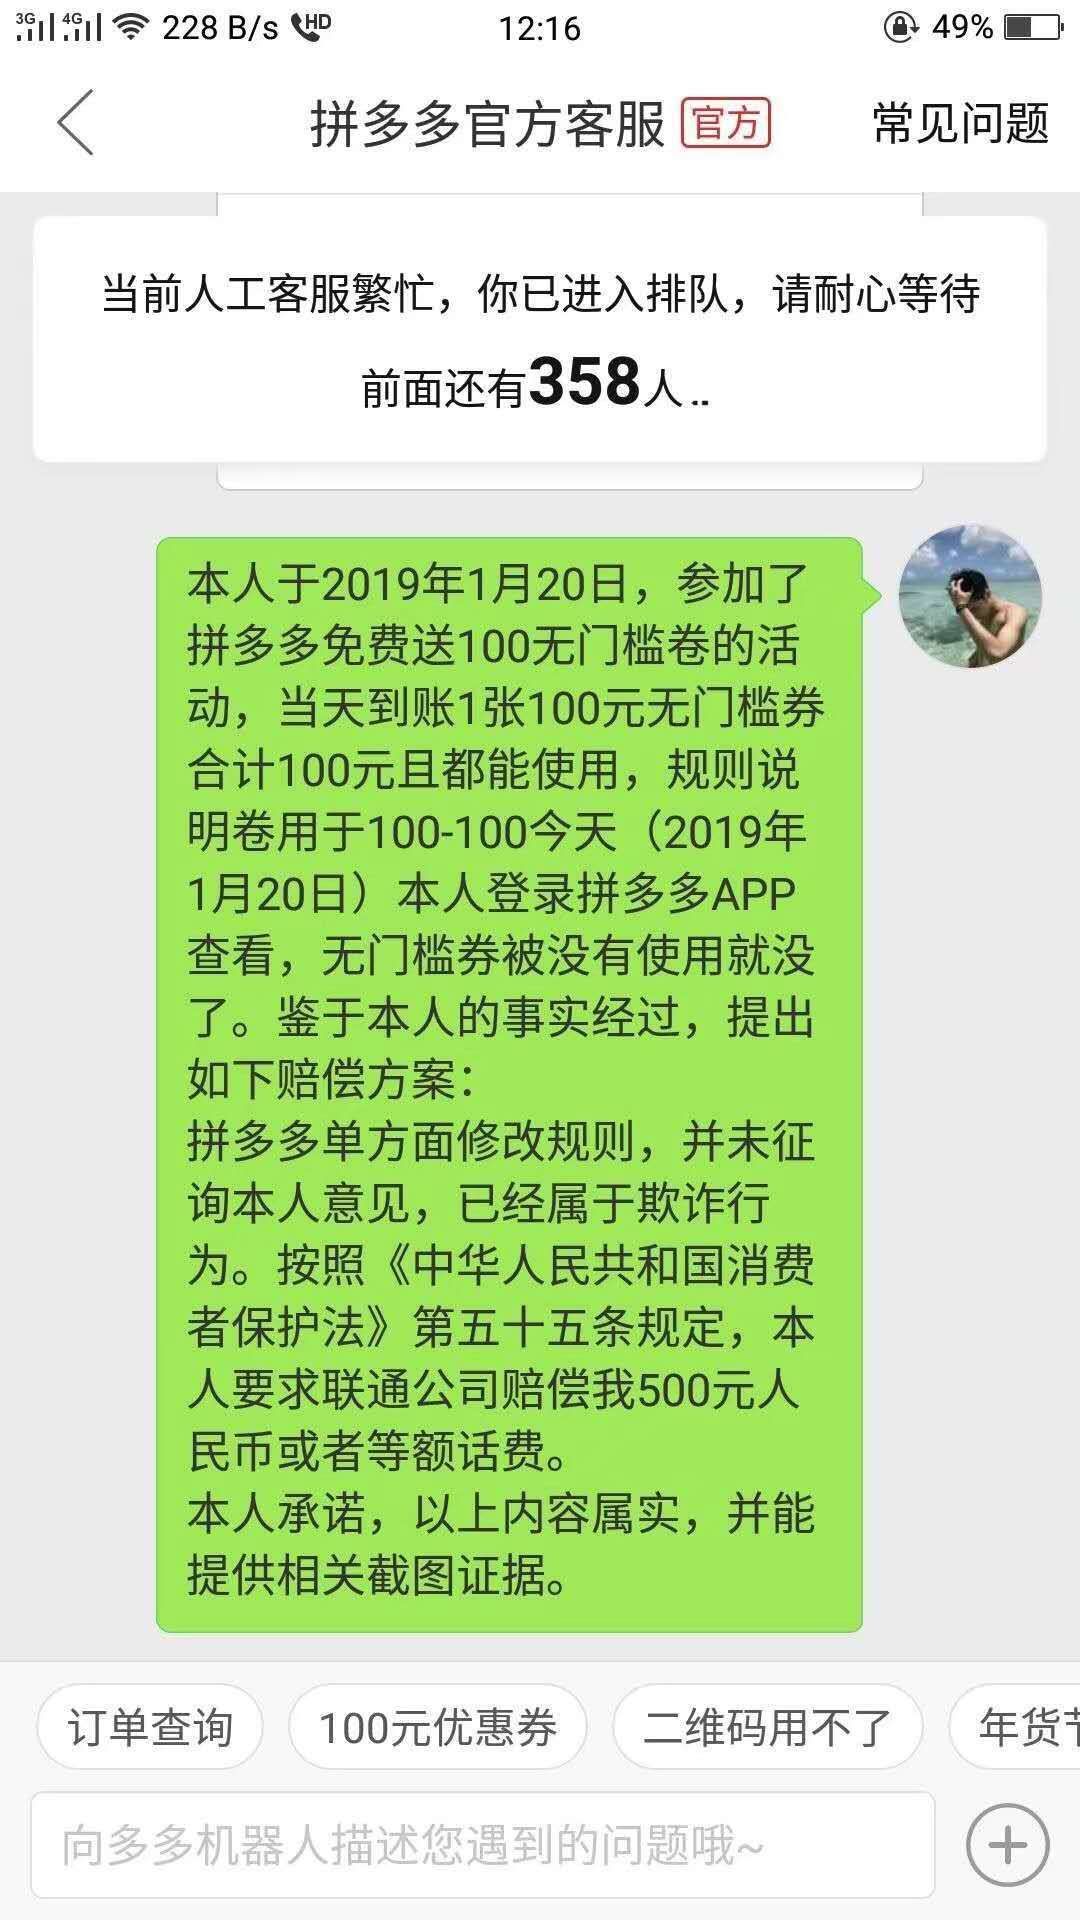 3G 4G 228 B/s HD 12:16 49%
拼多多官方客服 官方 常见问题
当前人工客服繁忙，你已进入排队，请耐心等待
前面还有358人..
本人于2019年1月20日，参加了
拼多多免费送100无门槛卷的活
动，当天到账1张100元无门槛券
合计100元且都能使用，规则说
明卷用于100-100今天（2019年
1月20日）本人登录拼多多APP
查看，无门槛券被没有使用就没
了。鉴于本人的事实经过，提出
如下赔偿方案：
拼多多单方面修改规则，并未征
询本人意见，已经属于欺诈行
为。按照《中华人民共和国消费
者保护法》第五十五条规定，本
人要求联通公司赔偿我500元人
民币或者等额话费。
本人承诺，以上内容属实，并能
提供相关截图证据。
订单查询 100元优惠券 二维码用不了 年货节
向多多机器人描述您遇到的问题哦~